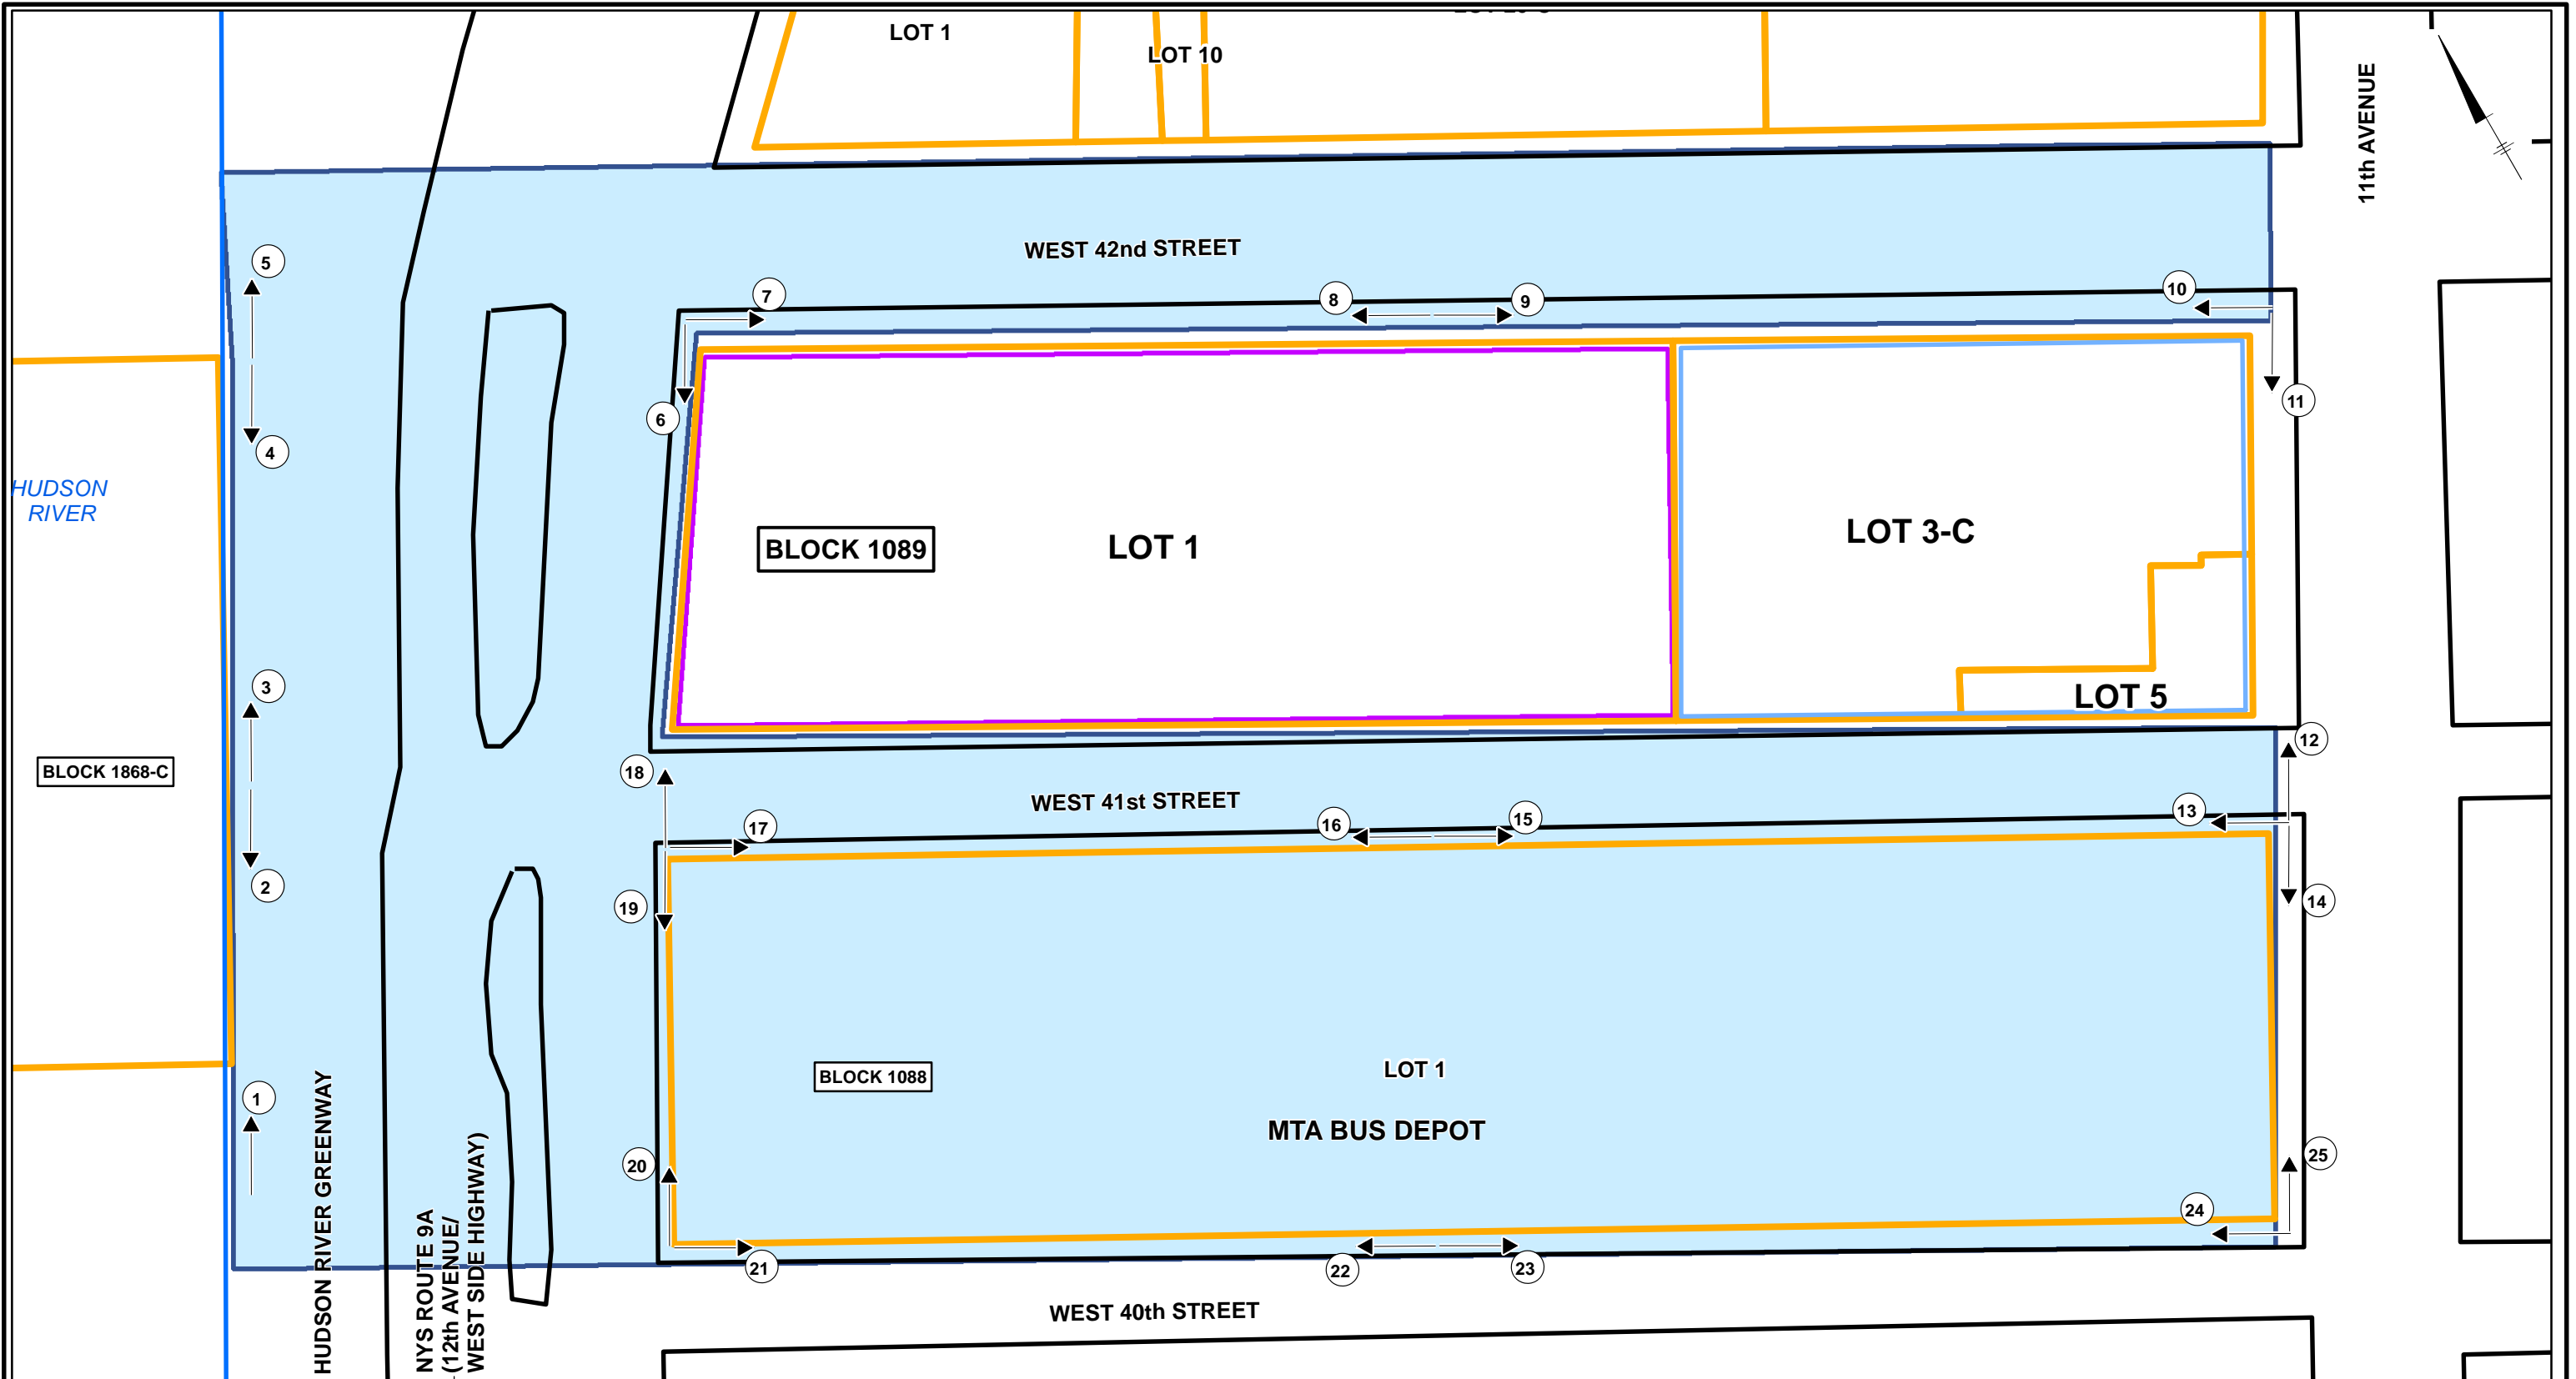 LOT 1
LOT 10
11th AVENUE
WEST 42nd STREET
5
7
8
9
10
6
4
11
HUDSON
RIVER
BLOCK 1089
LOT 1
LOT 3-C
LOT 5
3
12
18
BLOCK 1868-C
WEST 41st STREET
17
16
15
13
2
19
14
1
BLOCK 1088
LOT 1
MTA BUS DEPOT
20
25
24
21
22
23
HUDSON RIVER GREENWAY
NYS ROUTE 9A
(12th AVENUE/
WEST SIDE HIGHWAY)
WEST 40th STREET